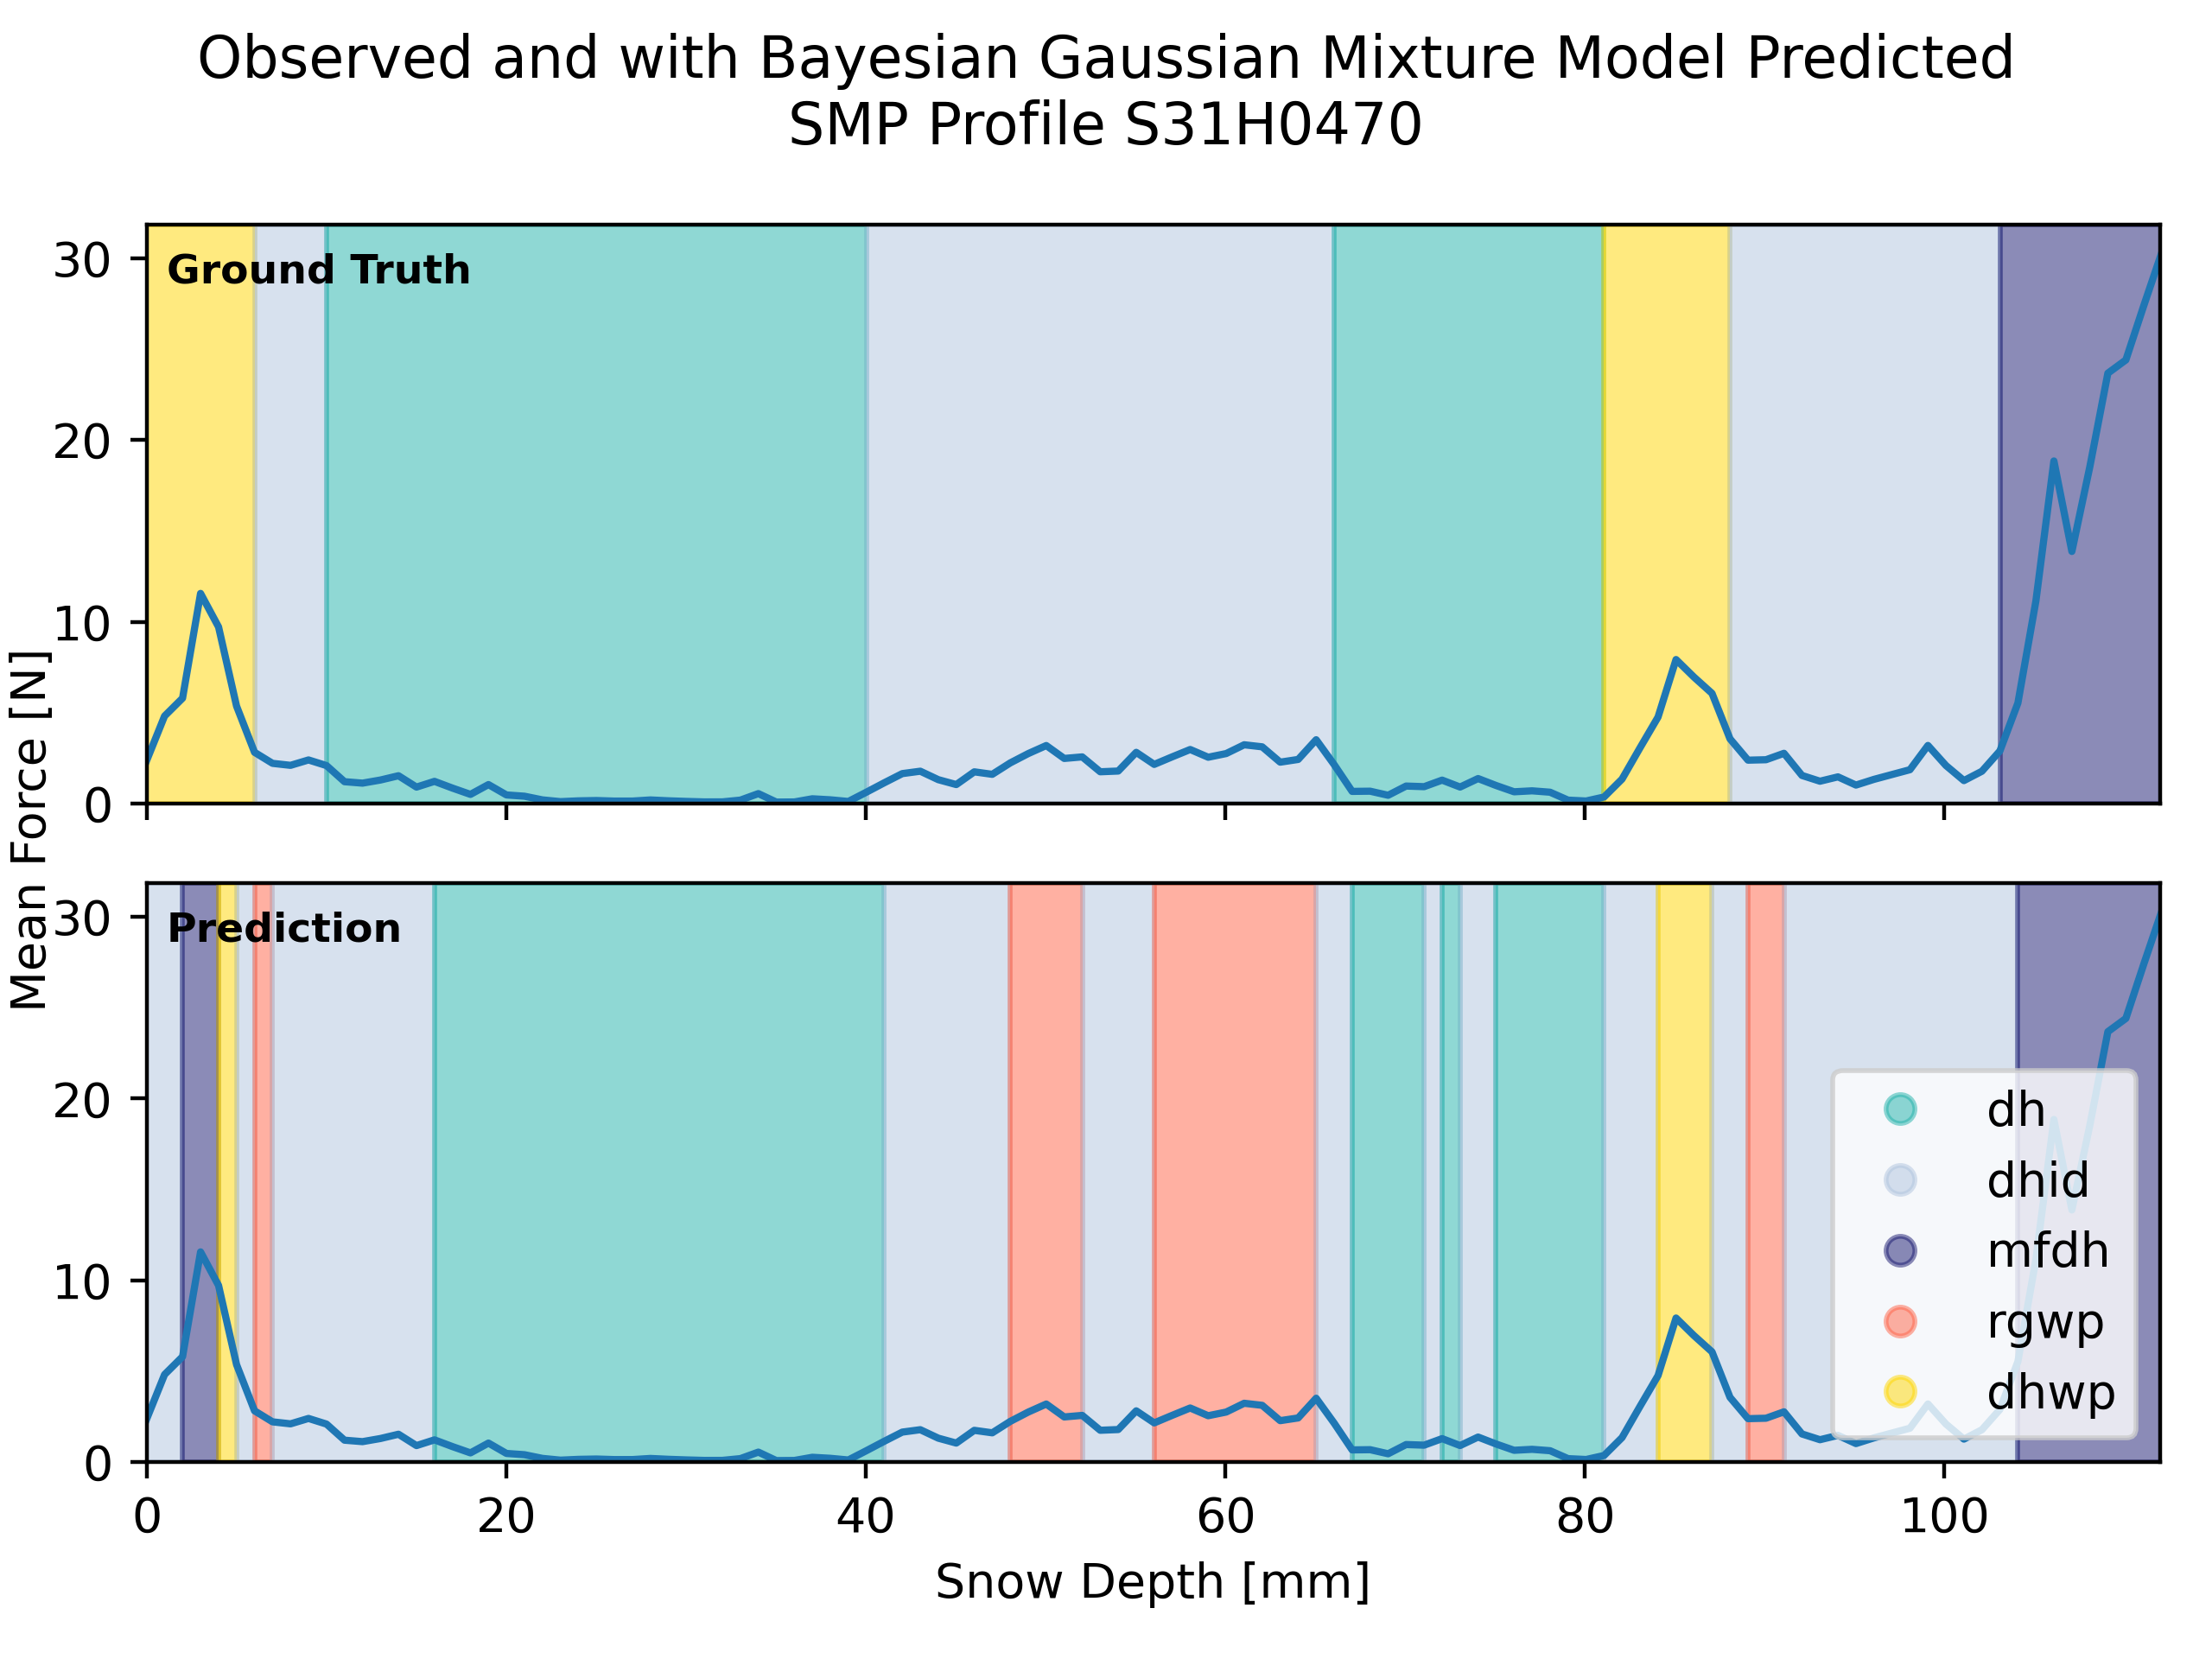 Observed and with Bayesian Gaussian Mixture Model Predicted
SMP Profile S31H0470
30
Ground Truth
20
10
0
Mean Force [N]
30
Prediction
20
10
0
dh
dhid
mfdh
rgwp
dhwp
0 20 40 60 80 100
Snow Depth [mm]